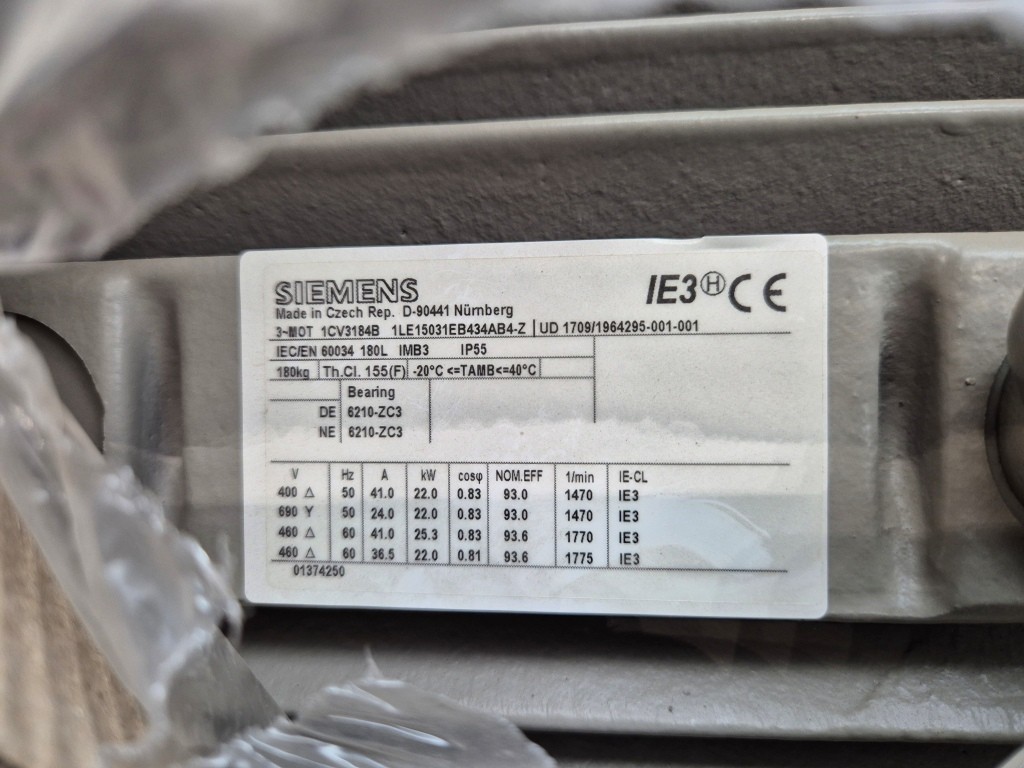 SIEMENS
IE3 H CE
Made in Czech Rep. D-90441 Nürnberg
3~MOT 1CV3184B 1LE15031EB434AB4-Z UD 1709/1964295-001-001
IEC/EN 60034 180L IMB3 IP55
180kg Th.Cl. 155(F) -20°C <=TAMB<=40°C
Bearing
DE 6210-ZC3
NE 6210-ZC3
V Hz A kW cosφ NOM.EFF 1/min IE-CL
400 Δ 50 41.0 22.0 0.83 93.0 1470 IE3
690 Y 50 24.0 22.0 0.83 93.0 1470 IE3
460 Δ 60 41.0 25.3 0.83 93.6 1770 IE3
460 Δ 60 36.5 22.0 0.81 93.6 1775 IE3
01374250